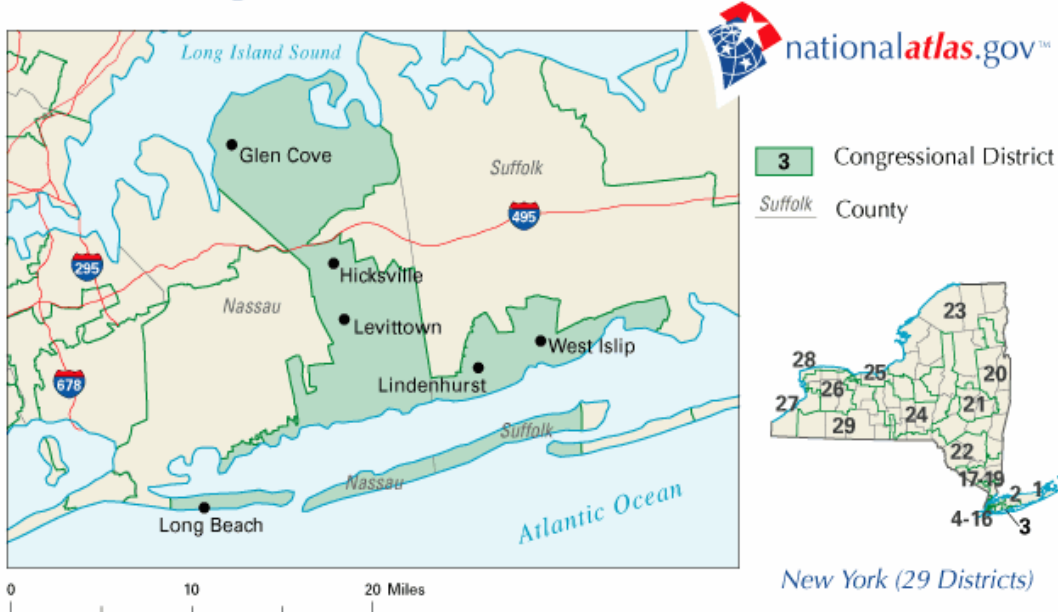 Long Island Sound
nationalatlas.gov™
Glen Cove
3 Congressional District
Suffolk
Suffolk County
495
295
Hicksville
Nassau
Levittown
West Islip
Lindenhurst
678
Suffolk
Nassau
Long Beach
Atlantic Ocean
23
28
25
20
26
27
24
21
29
22
17-19
2
1
4-16
3
0 10 20 Miles
New York (29 Districts)